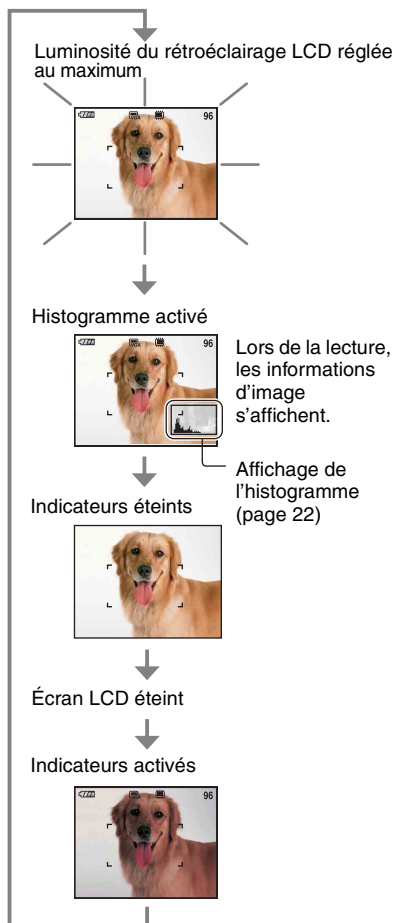 Luminosité du rétroéclairage LCD réglée
au maximum
96
Histogramme activé
96
Lors de la lecture,
les informations
d'image
s'affichent.
Affichage de
l'histogramme
(page 22)
Indicateurs éteints
Écran LCD éteint
Indicateurs activés
96